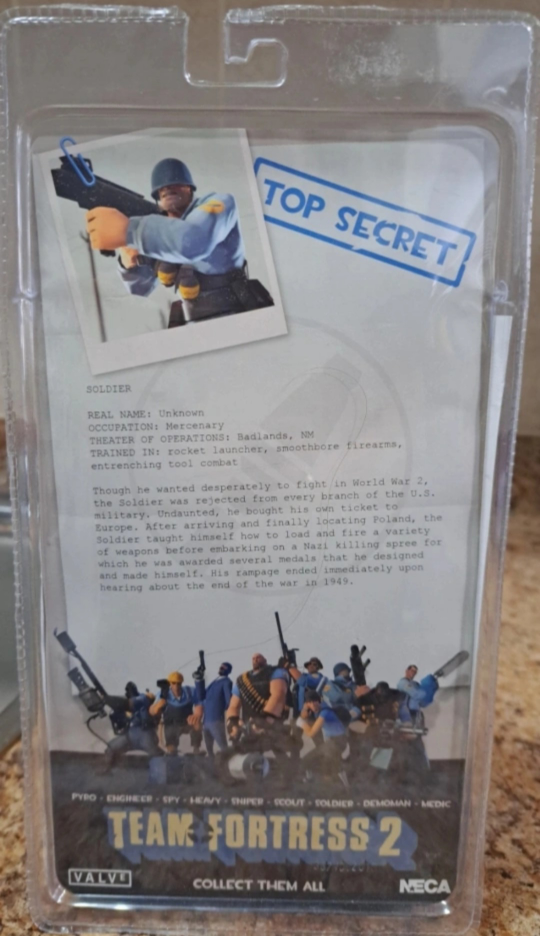 TOP SECRET
SOLDIER
REAL NAME: Unknown
OCCUPATION: Mercenary
THEATER OF OPERATIONS: Badlands, NM
TRAINED IN: rocket launcher, smoothbore firearms,
entrenching tool combat
Though he wanted desperately to fight in World War 2,
the Soldier was rejected from every branch of the U.S.
military. Undaunted, he bought his own ticket to
Europe. After arriving and finally locating Poland, the
Soldier taught himself how to load and fire a variety
of weapons before embarking on a Nazi killing spree for
which he was awarded several medals that he designed
and made himself. His rampage ended immediately upon
hearing about the end of the war in 1949.
PYRO - ENGINEER - SPY - HEAVY - SNIPER - SCOUT - SOLDIER - DEMOMAN - MEDIC
TEAM FORTRESS 2
VALVE
COLLECT THEM ALL
NECA